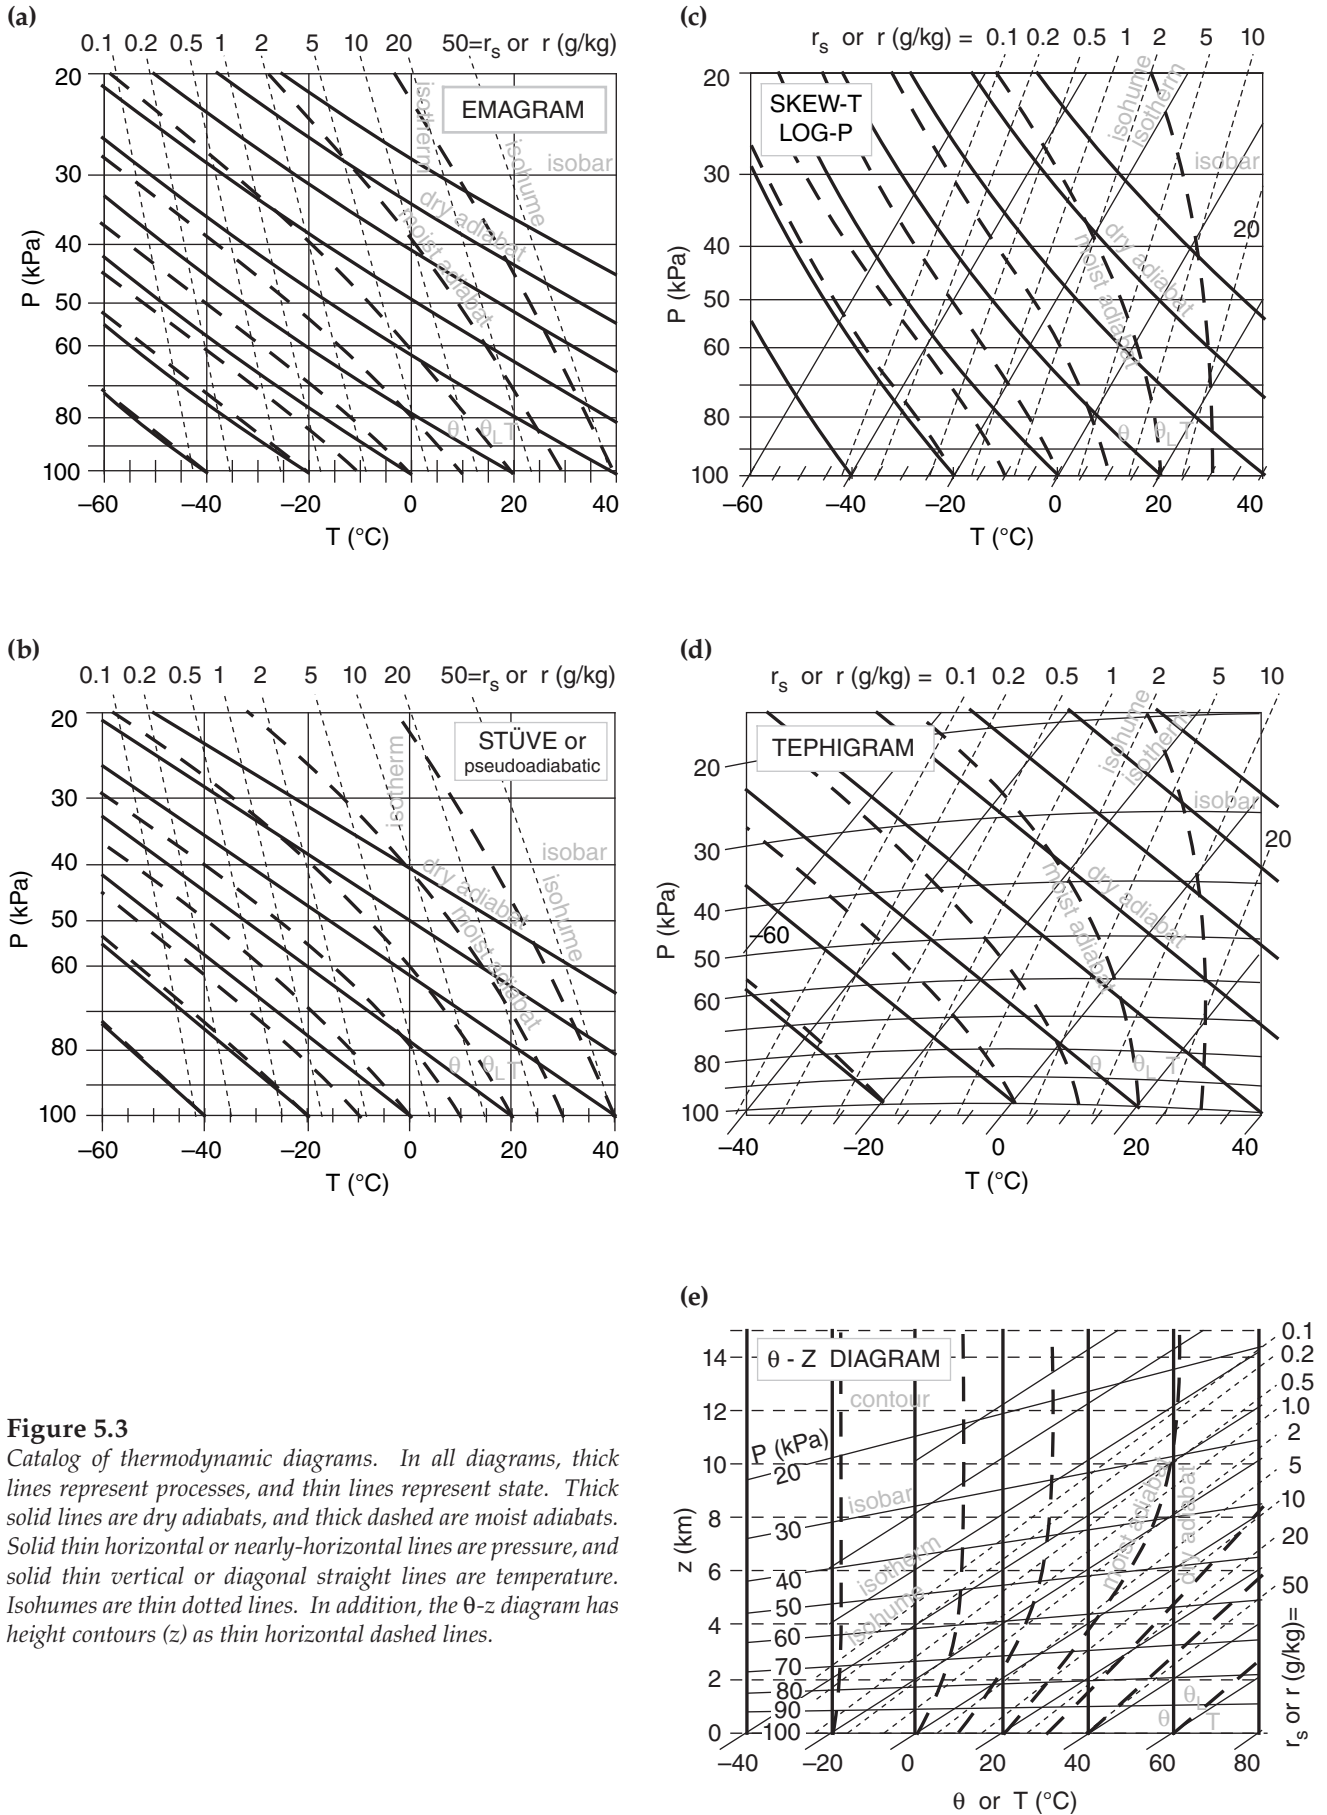 (a)
0.1 0.2 0.5 1 2 5 10 20 50=rs or r (g/kg)
20
30
40
50
60
80
100
P (kPa)
EMAGRAM
isotherm
isohume
isobar
dry adiabat
moist adiabat
θ θL T
–60 –40 –20 0 20 40
T (°C)
(c)
rs or r (g/kg) = 0.1 0.2 0.5 1 2 5 10
20
30
40
50
60
80
100
P (kPa)
SKEW-T
LOG-P
isohume
isotherm
isobar
20
dry adiabat
moist adiabat
θ θL T
–60 –40 –20 0 20 40
T (°C)
(b)
0.1 0.2 0.5 1 2 5 10 20 50=rs or r (g/kg)
20
30
40
50
60
80
100
P (kPa)
STÜVE or
pseudoadiabatic
isotherm
isobar
isohume
dry adiabat
moist adiabat
θ θL T
–60 –40 –20 0 20 40
T (°C)
(d)
rs or r (g/kg) = 0.1 0.2 0.5 1 2 5 10
20
30
40
50
60
80
100
P (kPa)
TEPHIGRAM
isohume
isotherm
isobar
20
–60
dry adiabat
moist adiabat
θ θL T
–40 –20 0 20 40
T (°C)
(e)
θ - Z DIAGRAM
14
12
10
8
6
4
2
0
z (km)
contour
P (kPa)
20
30
40
50
60
70
80
90
100
isobar
isotherm
isohume
moist adiabat
dry adiabat
θL
θ T
0.1
0.2
0.5
1.0
2
5
10
20
50
rs or r (g/kg)=
–40 –20 0 20 40 60 80
θ or T (°C)
Figure 5.3
Catalog of thermodynamic diagrams. In all diagrams, thick
lines represent processes, and thin lines represent state. Thick
solid lines are dry adiabats, and thick dashed are moist adiabats.
Solid thin horizontal or nearly-horizontal lines are pressure, and
solid thin vertical or diagonal straight lines are temperature.
Isohumes are thin dotted lines. In addition, the θ-z diagram has
height contours (z) as thin horizontal dashed lines.